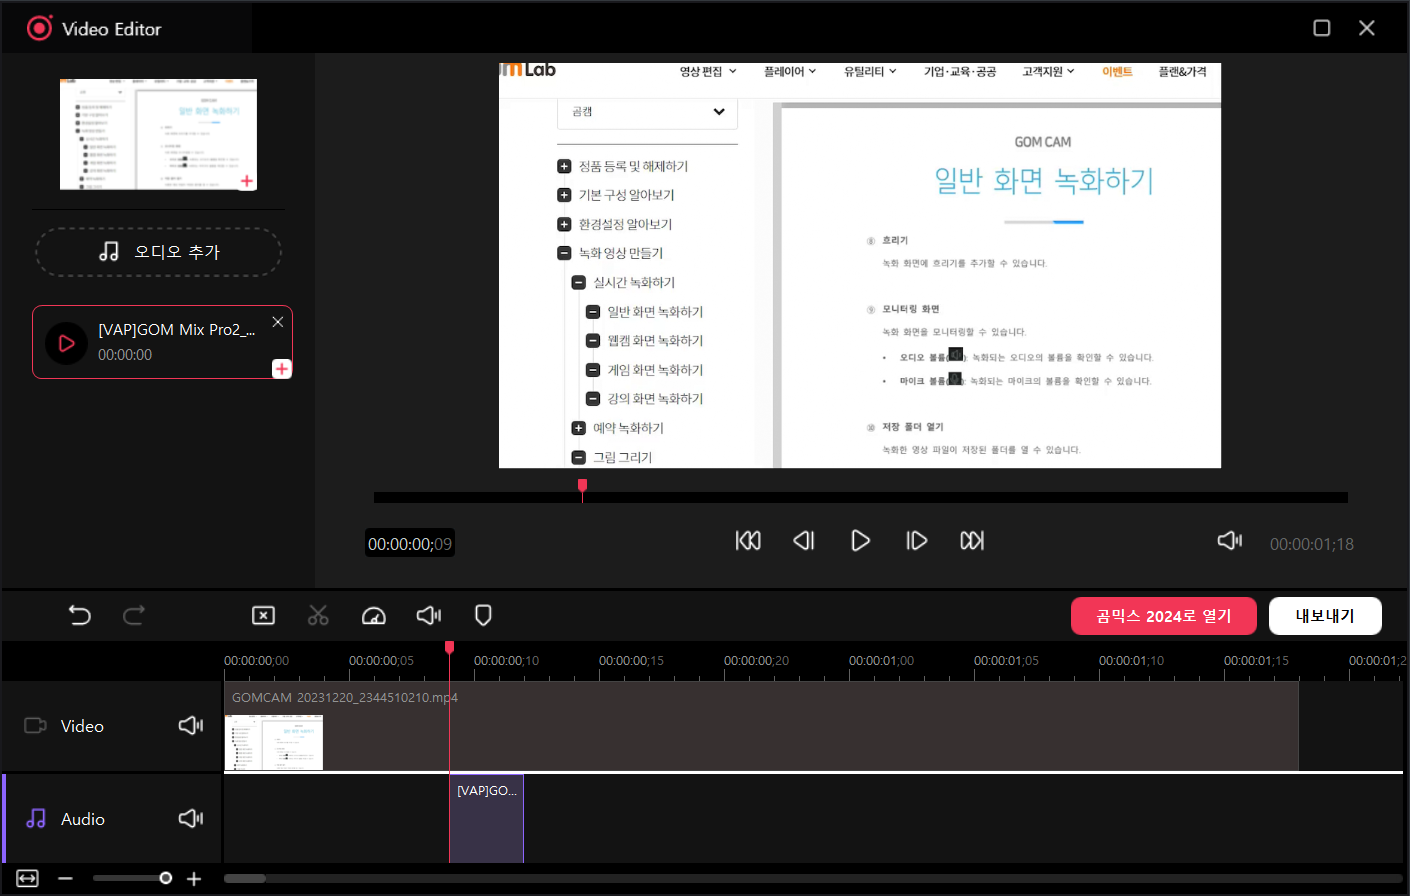 Video Editor
오디오 추가
[VAP]GOM Mix Pro2_...
00:00:00
Lab
영상 편집
플레이어
유틸리티
기업·교육·공공
고객지원
이벤트
플랜&가격
곰캠
정품 등록 및 해제하기
기본 구성 알아보기
환경설정 알아보기
녹화 영상 만들기
실시간 녹화하기
일반 화면 녹화하기
웹캠 화면 녹화하기
게임 화면 녹화하기
강의 화면 녹화하기
예약 녹화하기
그림 그리기
GOM CAM
일반 화면 녹화하기
⑧ 흐리기
녹화 화면에 흐리기를 추가할 수 있습니다.
⑨ 모니터링 화면
녹화 화면을 모니터링할 수 있습니다.
• 오디오 볼륨( ): 녹화되는 오디오의 볼륨을 확인할 수 있습니다.
• 마이크 볼륨( ): 녹화되는 마이크의 볼륨을 확인할 수 있습니다.
⑩ 저장 폴더 열기
녹화한 영상 파일이 저장된 폴더를 열 수 있습니다.
00:00:00;09
00:00:01;18
곰믹스 2024로 열기
내보내기
00:00:00;00 00:00:00;05 00:00:00;10 00:00:00;15 00:00:00;20 00:00:01;00 00:00:01;05 00:00:01;10 00:00:01;15 00:00:01;2
Video
GOMCAM 20231220_2344510210.mp4
Audio
[VAP]GO...